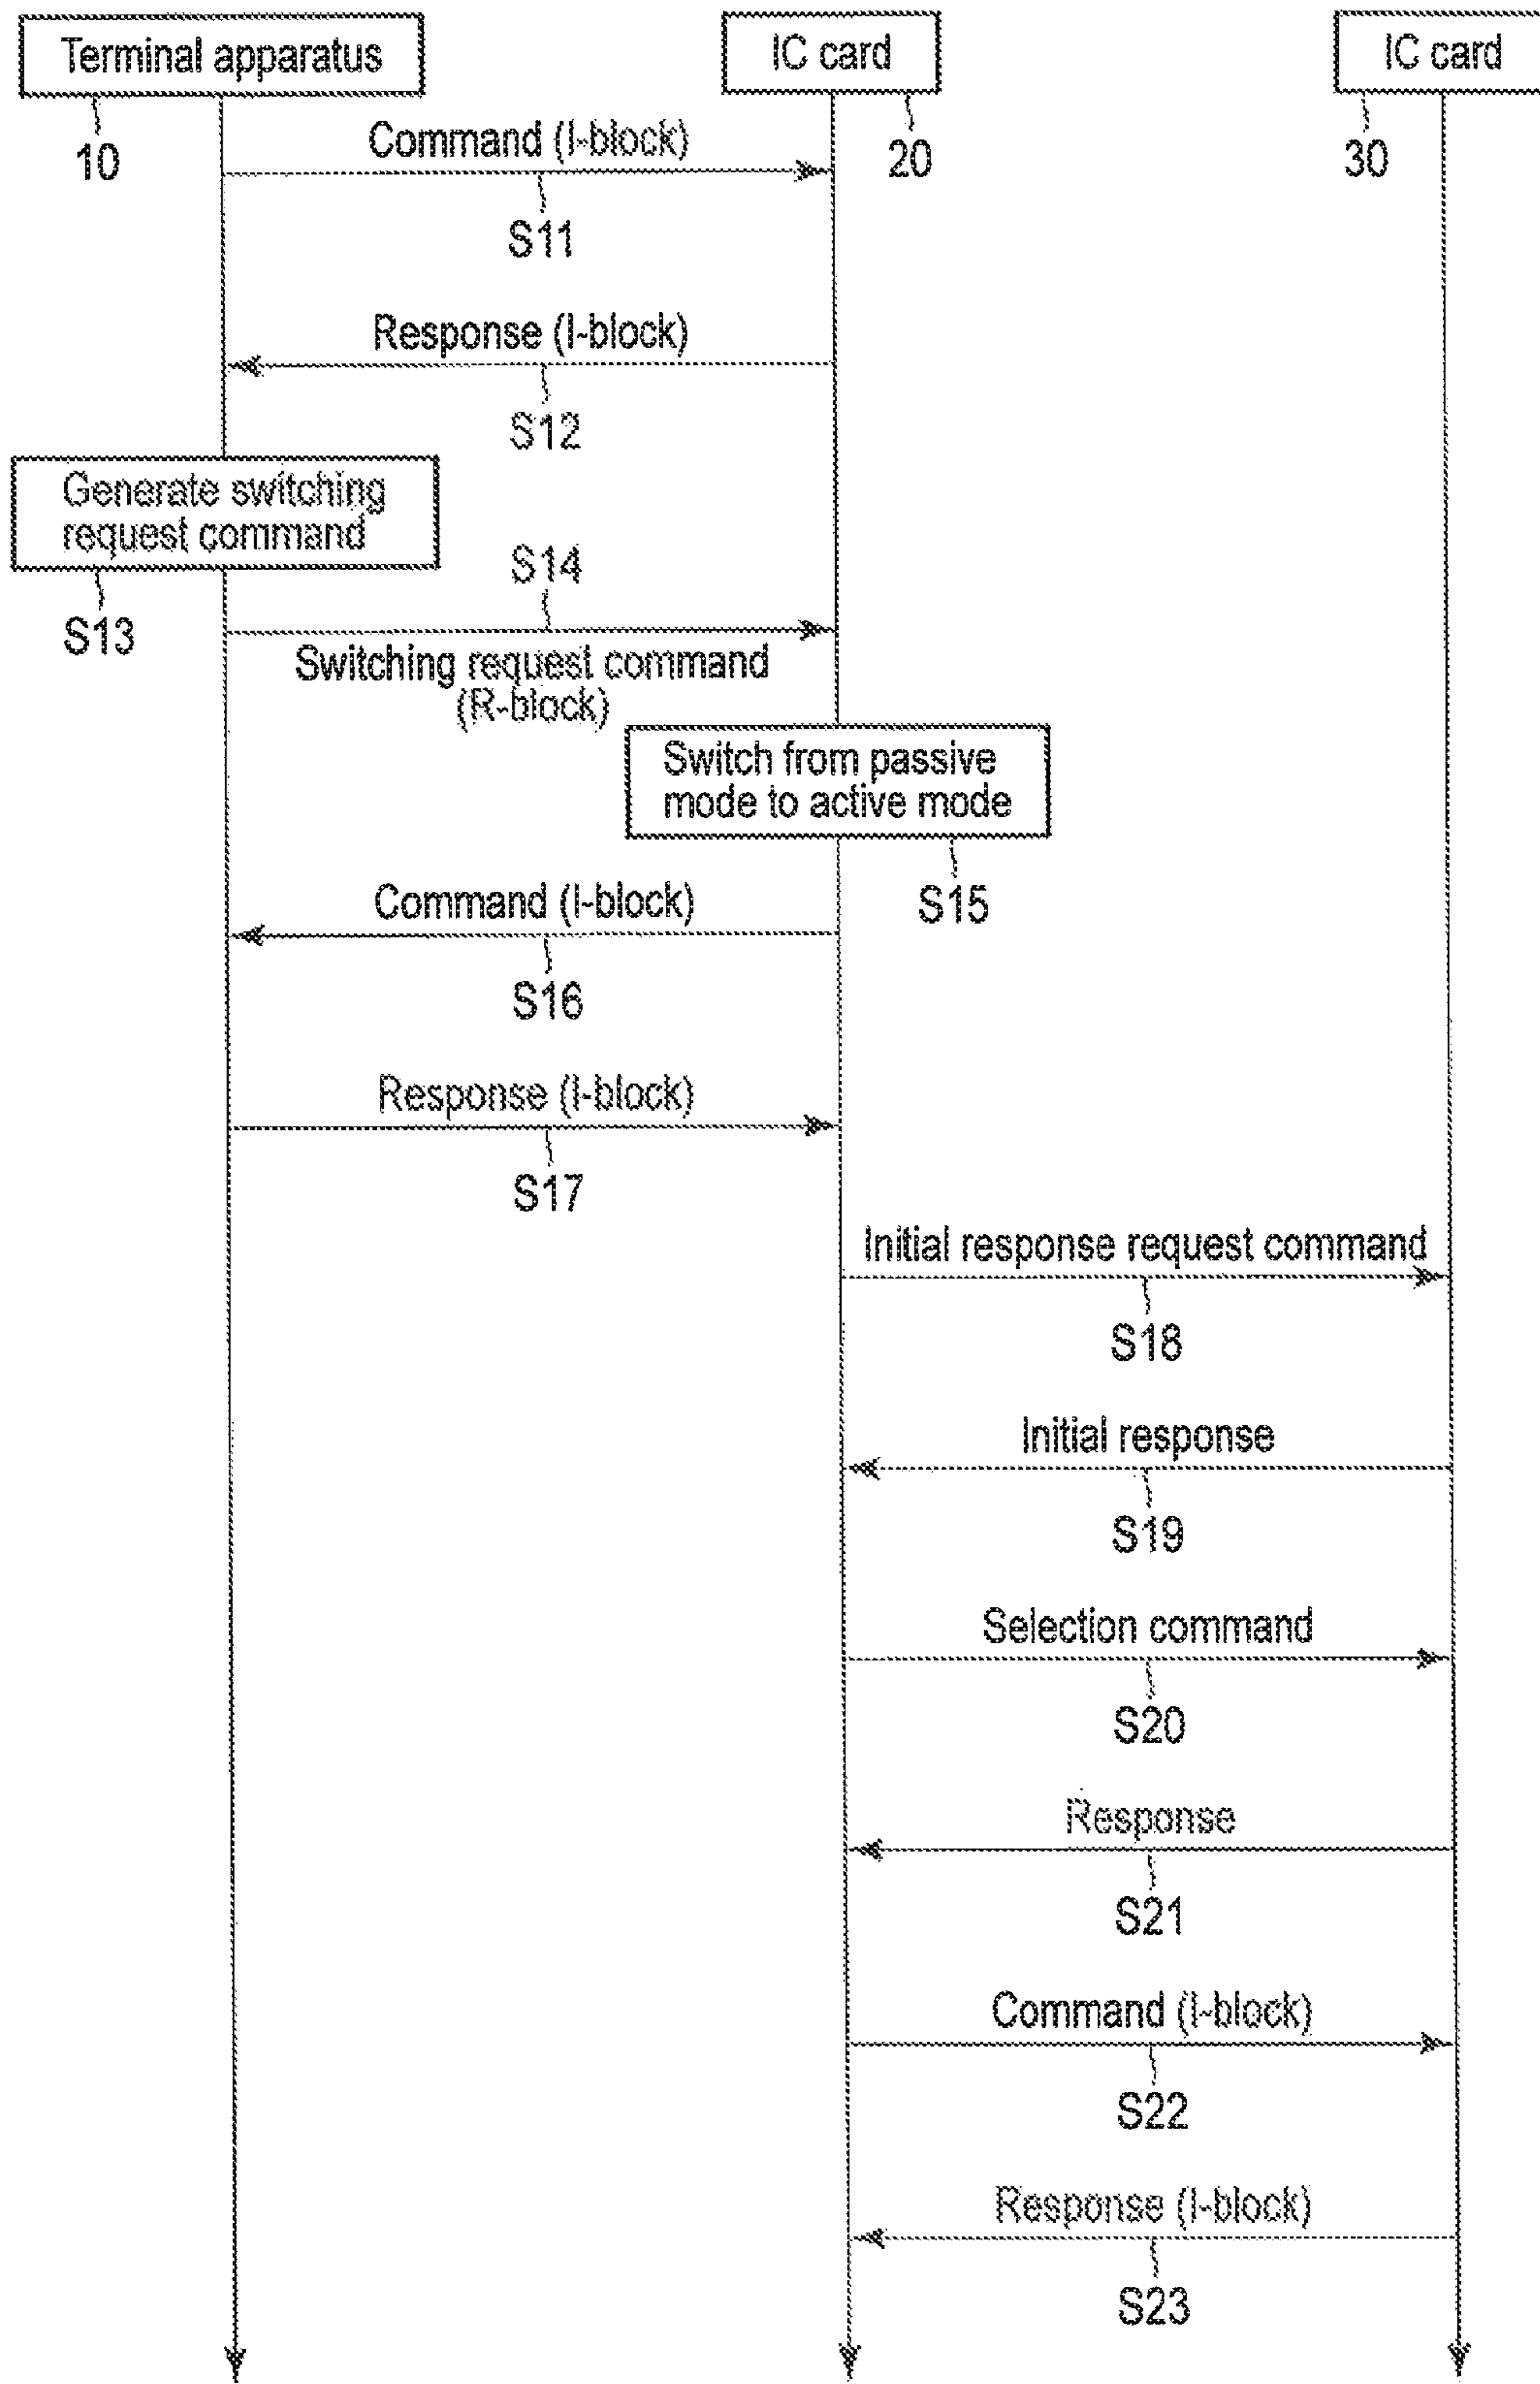 Terminal apparatus
IC card
IC card
10
20
30
Command (I-block)
S11
Response (I-block)
S12
Generate switching
request command
S13
S14
Switching request command
(R-block)
Switch from passive
mode to active mode
S15
Command (I-block)
S16
Response (I-block)
S17
Initial response request command
S18
Initial response
S19
Selection command
S20
Response
S21
Command (I-block)
S22
Response (I-block)
S23